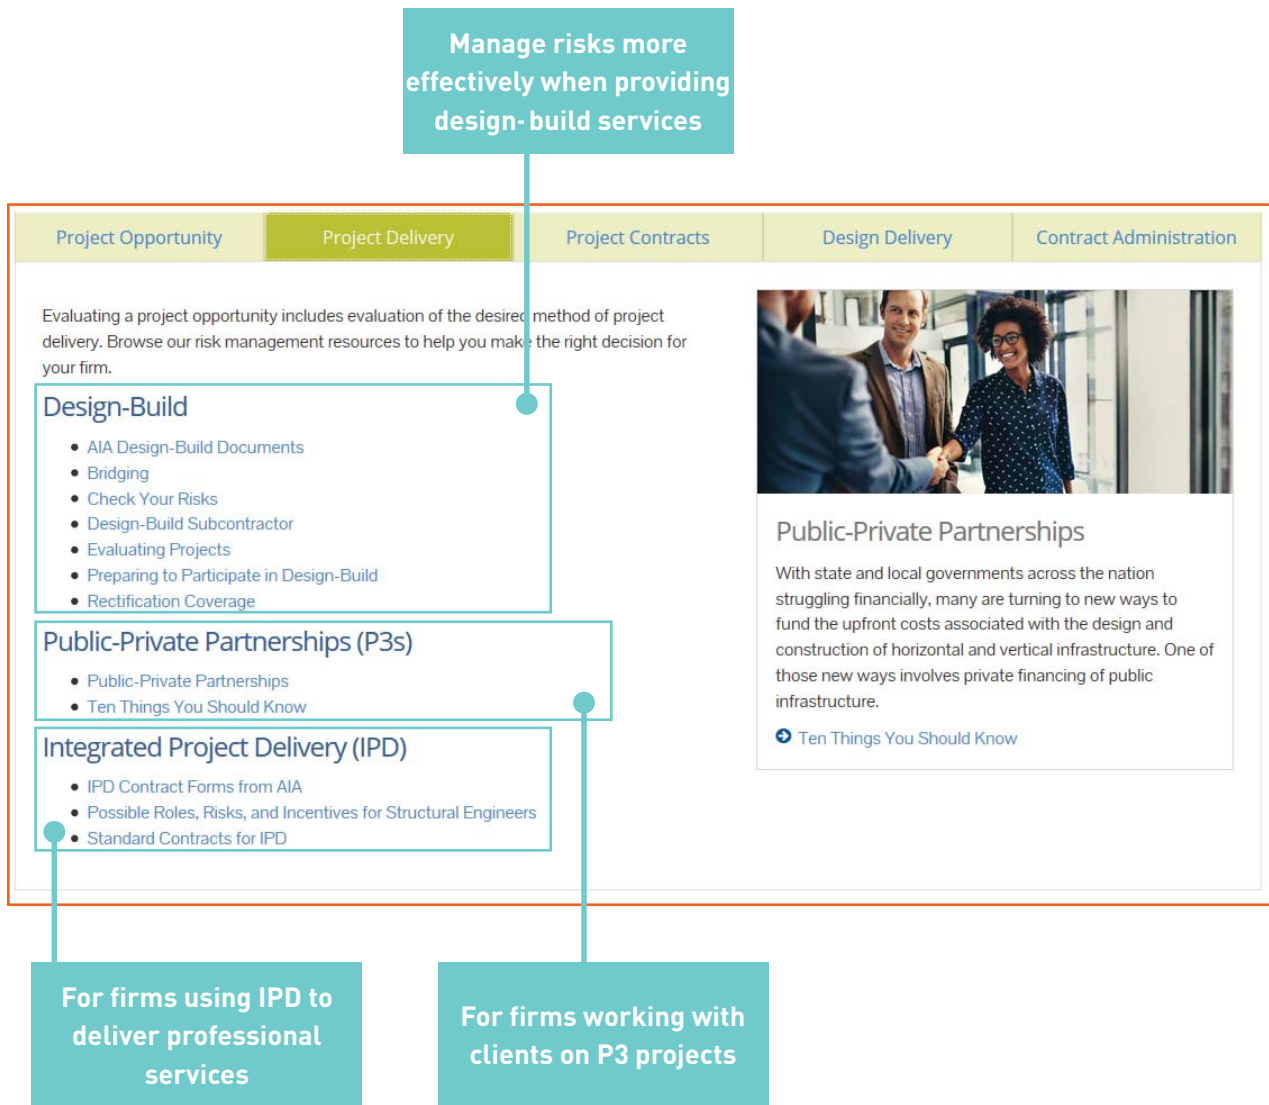 Manage risks more
effectively when providing
design-build services
Project Opportunity
Project Delivery
Project Contracts
Design Delivery
Contract Administration
Evaluating a project opportunity includes evaluation of the desired method of project
delivery. Browse our risk management resources to help you make the right decision for
your firm.
Design-Build
• AIA Design-Build Documents
• Bridging
• Check Your Risks
• Design-Build Subcontractor
• Evaluating Projects
• Preparing to Participate in Design-Build
• Rectification Coverage
Public-Private Partnerships (P3s)
• Public-Private Partnerships
• Ten Things You Should Know
Integrated Project Delivery (IPD)
• IPD Contract Forms from AIA
• Possible Roles, Risks, and Incentives for Structural Engineers
• Standard Contracts for IPD
Public-Private Partnerships
With state and local governments across the nation
struggling financially, many are turning to new ways to
fund the upfront costs associated with the design and
construction of horizontal and vertical infrastructure. One of
those new ways involves private financing of public
infrastructure.
Ten Things You Should Know
For firms using IPD to
deliver professional
services
For firms working with
clients on P3 projects